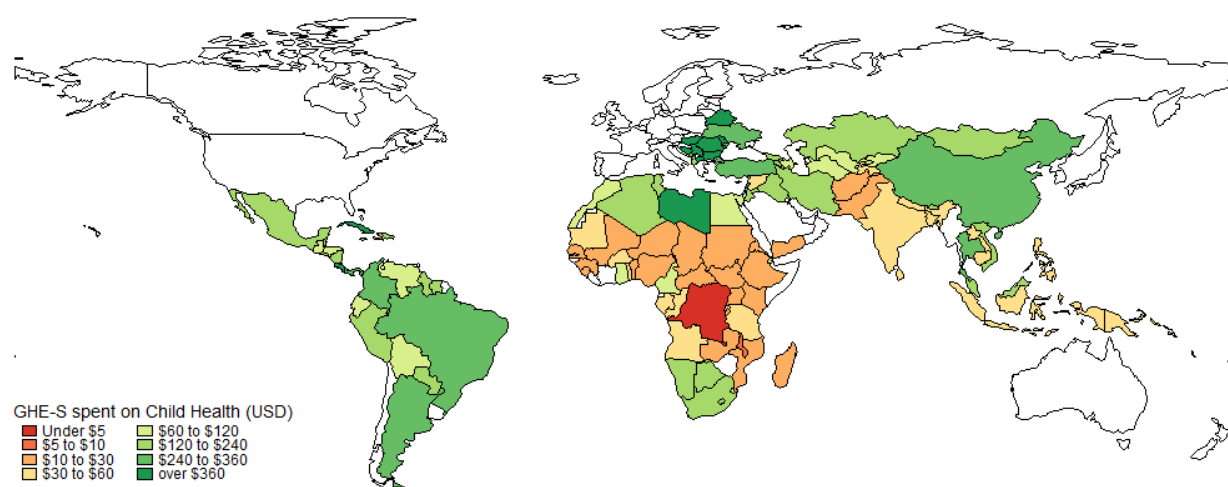 GHE-S spent on Child Health (USD)
Under $5
$5 to $10
$10 to $30
$30 to $60
$60 to $120
$120 to $240
$240 to $360
over $360